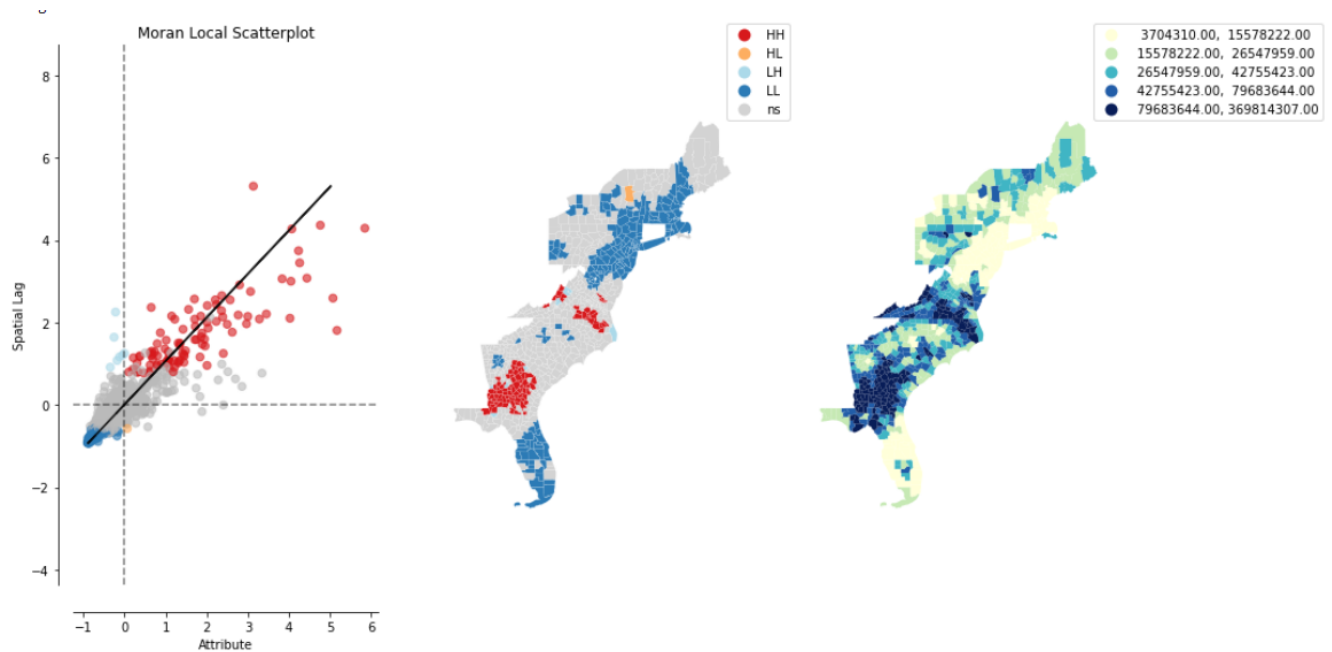 Moran Local Scatterplot
8
6
4
2
0
−2
−4
Spatial Lag
−1 0 1 2 3 4 5 6
Attribute
HH
HL
LH
LL
ns
3704310.00, 15578222.00
15578222.00, 26547959.00
26547959.00, 42755423.00
42755423.00, 79683644.00
79683644.00, 369814307.00